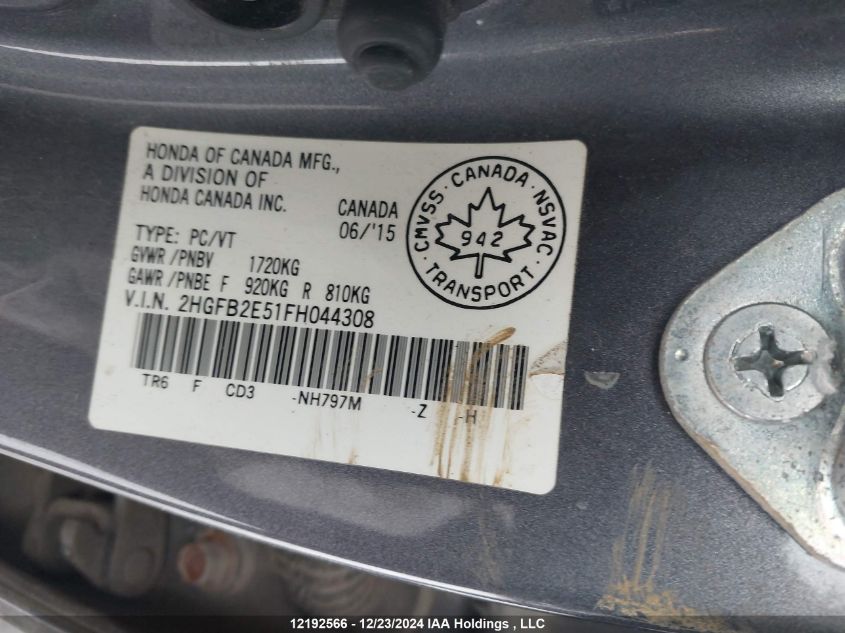 HONDA OF CANADA MFG.,
A DIVISION OF
HONDA CANADA INC.
CANADA
06/'15
TYPE: PC/VT
GVWR /PNBV 1720KG
GAWR /PNBE F 920KG R 810KG
V.I.N. 2HGFB2E51FH044308
TR6 F CD3 -NH797M -Z -H
CMVSS · CANADA · NSVAC
942
TRANSPORT
12192566 - 12/23/2024 IAA Holdings , LLC